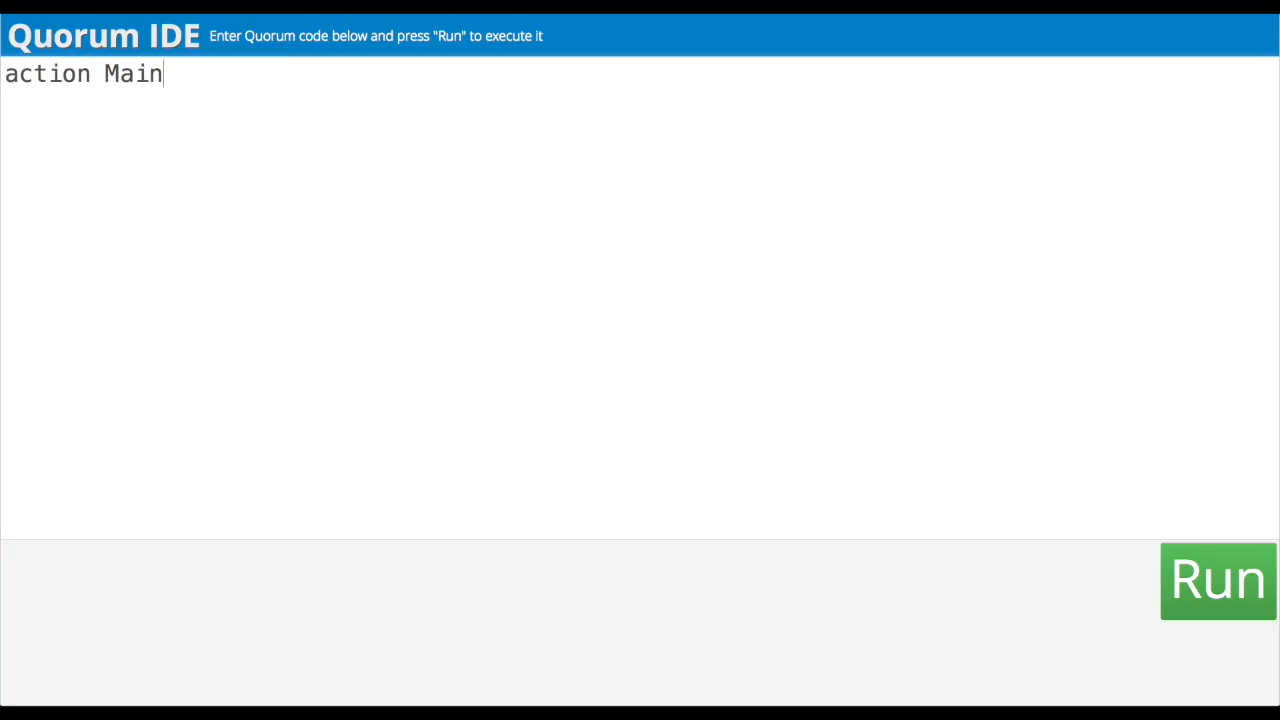 Quorum IDE Enter Quorum code below and press "Run" to execute it
action Main
Run